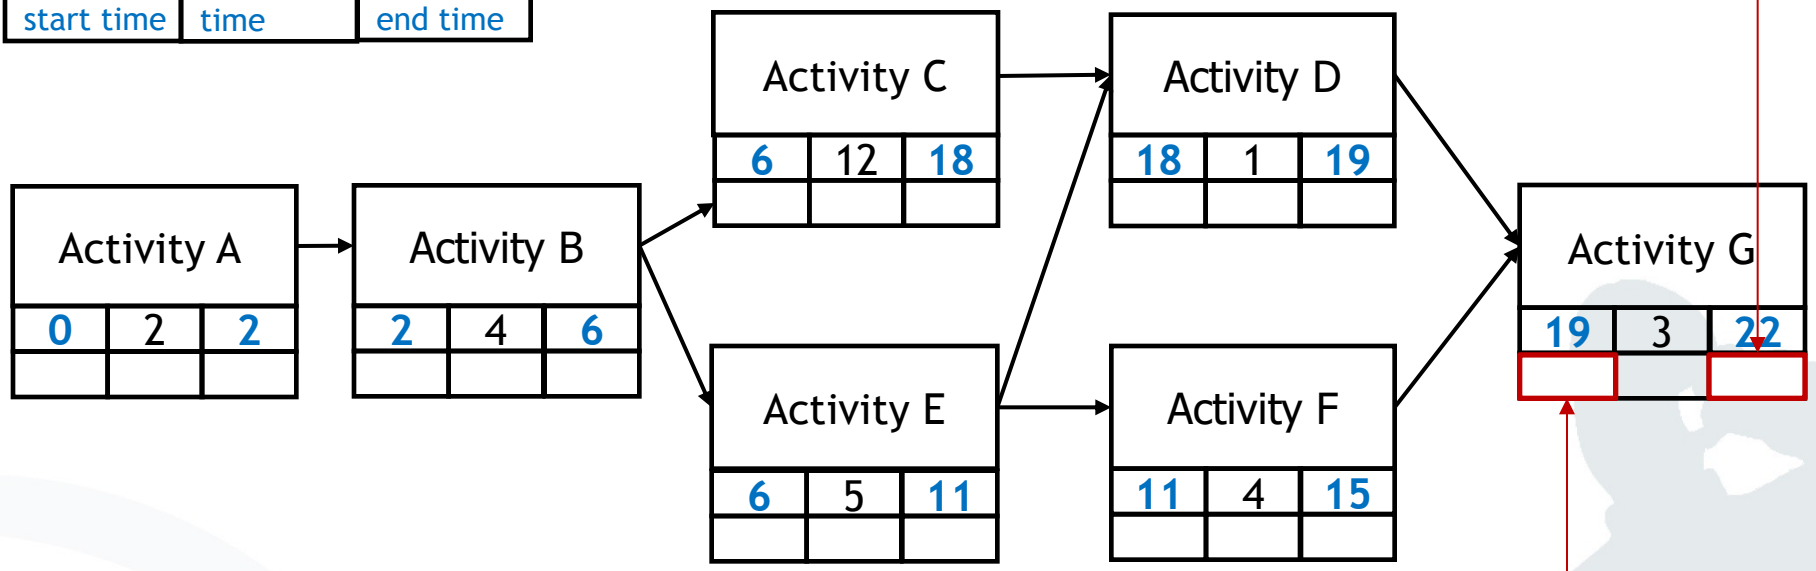 start time time end time
Activity C
6 12 18
Activity D
18 1 19
Activity A
0 2 2
Activity B
2 4 6
Activity G
19 3 22
Activity E
6 5 11
Activity F
11 4 15